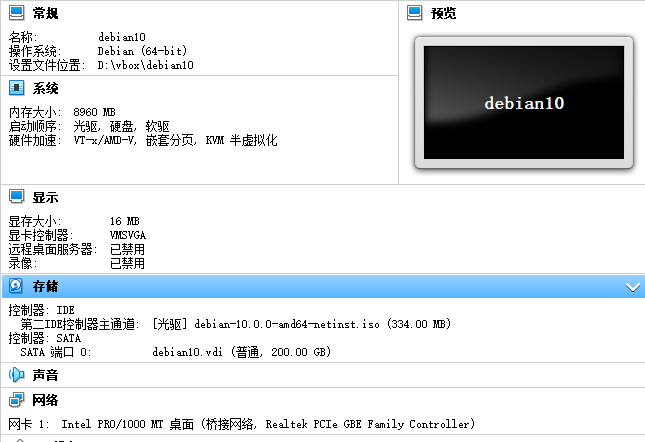 常规
名称: debian10
操作系统: Debian (64-bit)
设置文件位置: D:\vbox\debian10
预览
debian10
系统
内存大小: 8960 MB
启动顺序: 光驱, 硬盘, 软驱
硬件加速: VT-x/AMD-V, 嵌套分页, KVM 半虚拟化
显示
显存大小: 16 MB
显卡控制器: VMSVGA
远程桌面服务器: 已禁用
录像: 已禁用
存储
控制器: IDE
第二IDE控制器主通道: [光驱] debian-10.0.0-amd64-netinst.iso (334.00 MB)
控制器: SATA
SATA 端口 0: debian10.vdi (普通, 200.00 GB)
声音
网络
网卡 1: Intel PRO/1000 MT 桌面 (桥接网络, Realtek PCIe GBE Family Controller)